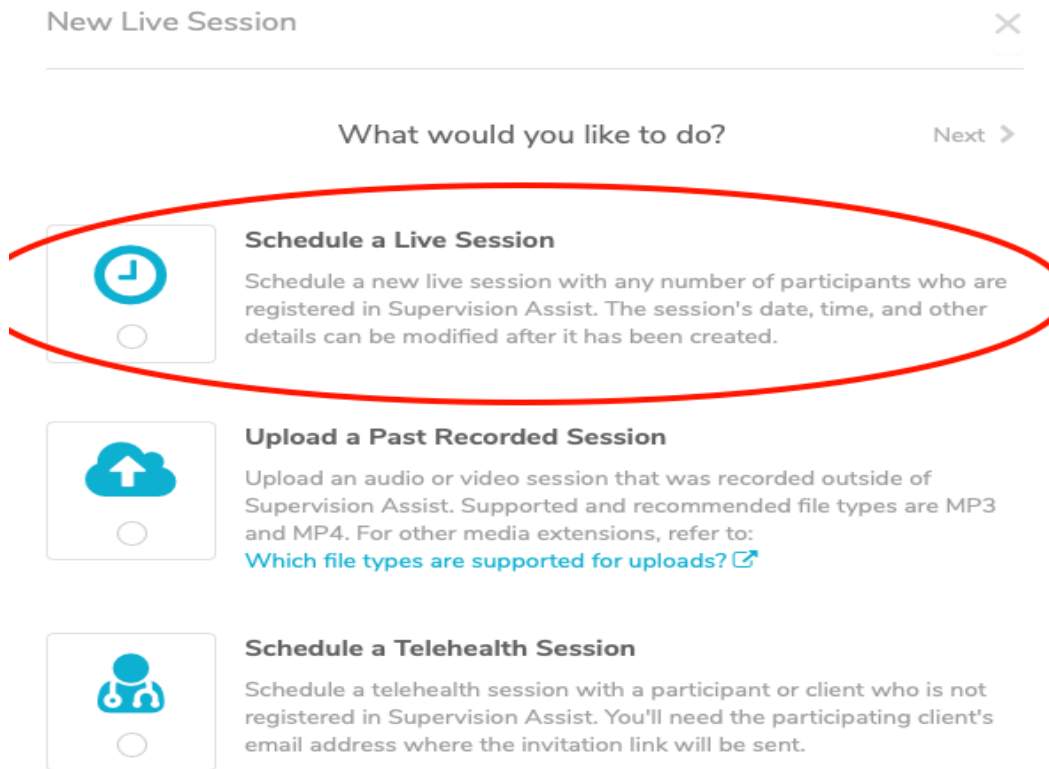 New Live Session
What would you like to do?
Next
Schedule a Live Session
Schedule a new live session with any number of participants who are
registered in Supervision Assist. The session's date, time, and other
details can be modified after it has been created.
Upload a Past Recorded Session
Upload an audio or video session that was recorded outside of
Supervision Assist. Supported and recommended file types are MP3
and MP4. For other media extensions, refer to:
Which file types are supported for uploads?
Schedule a Telehealth Session
Schedule a telehealth session with a participant or client who is not
registered in Supervision Assist. You'll need the participating client's
email address where the invitation link will be sent.